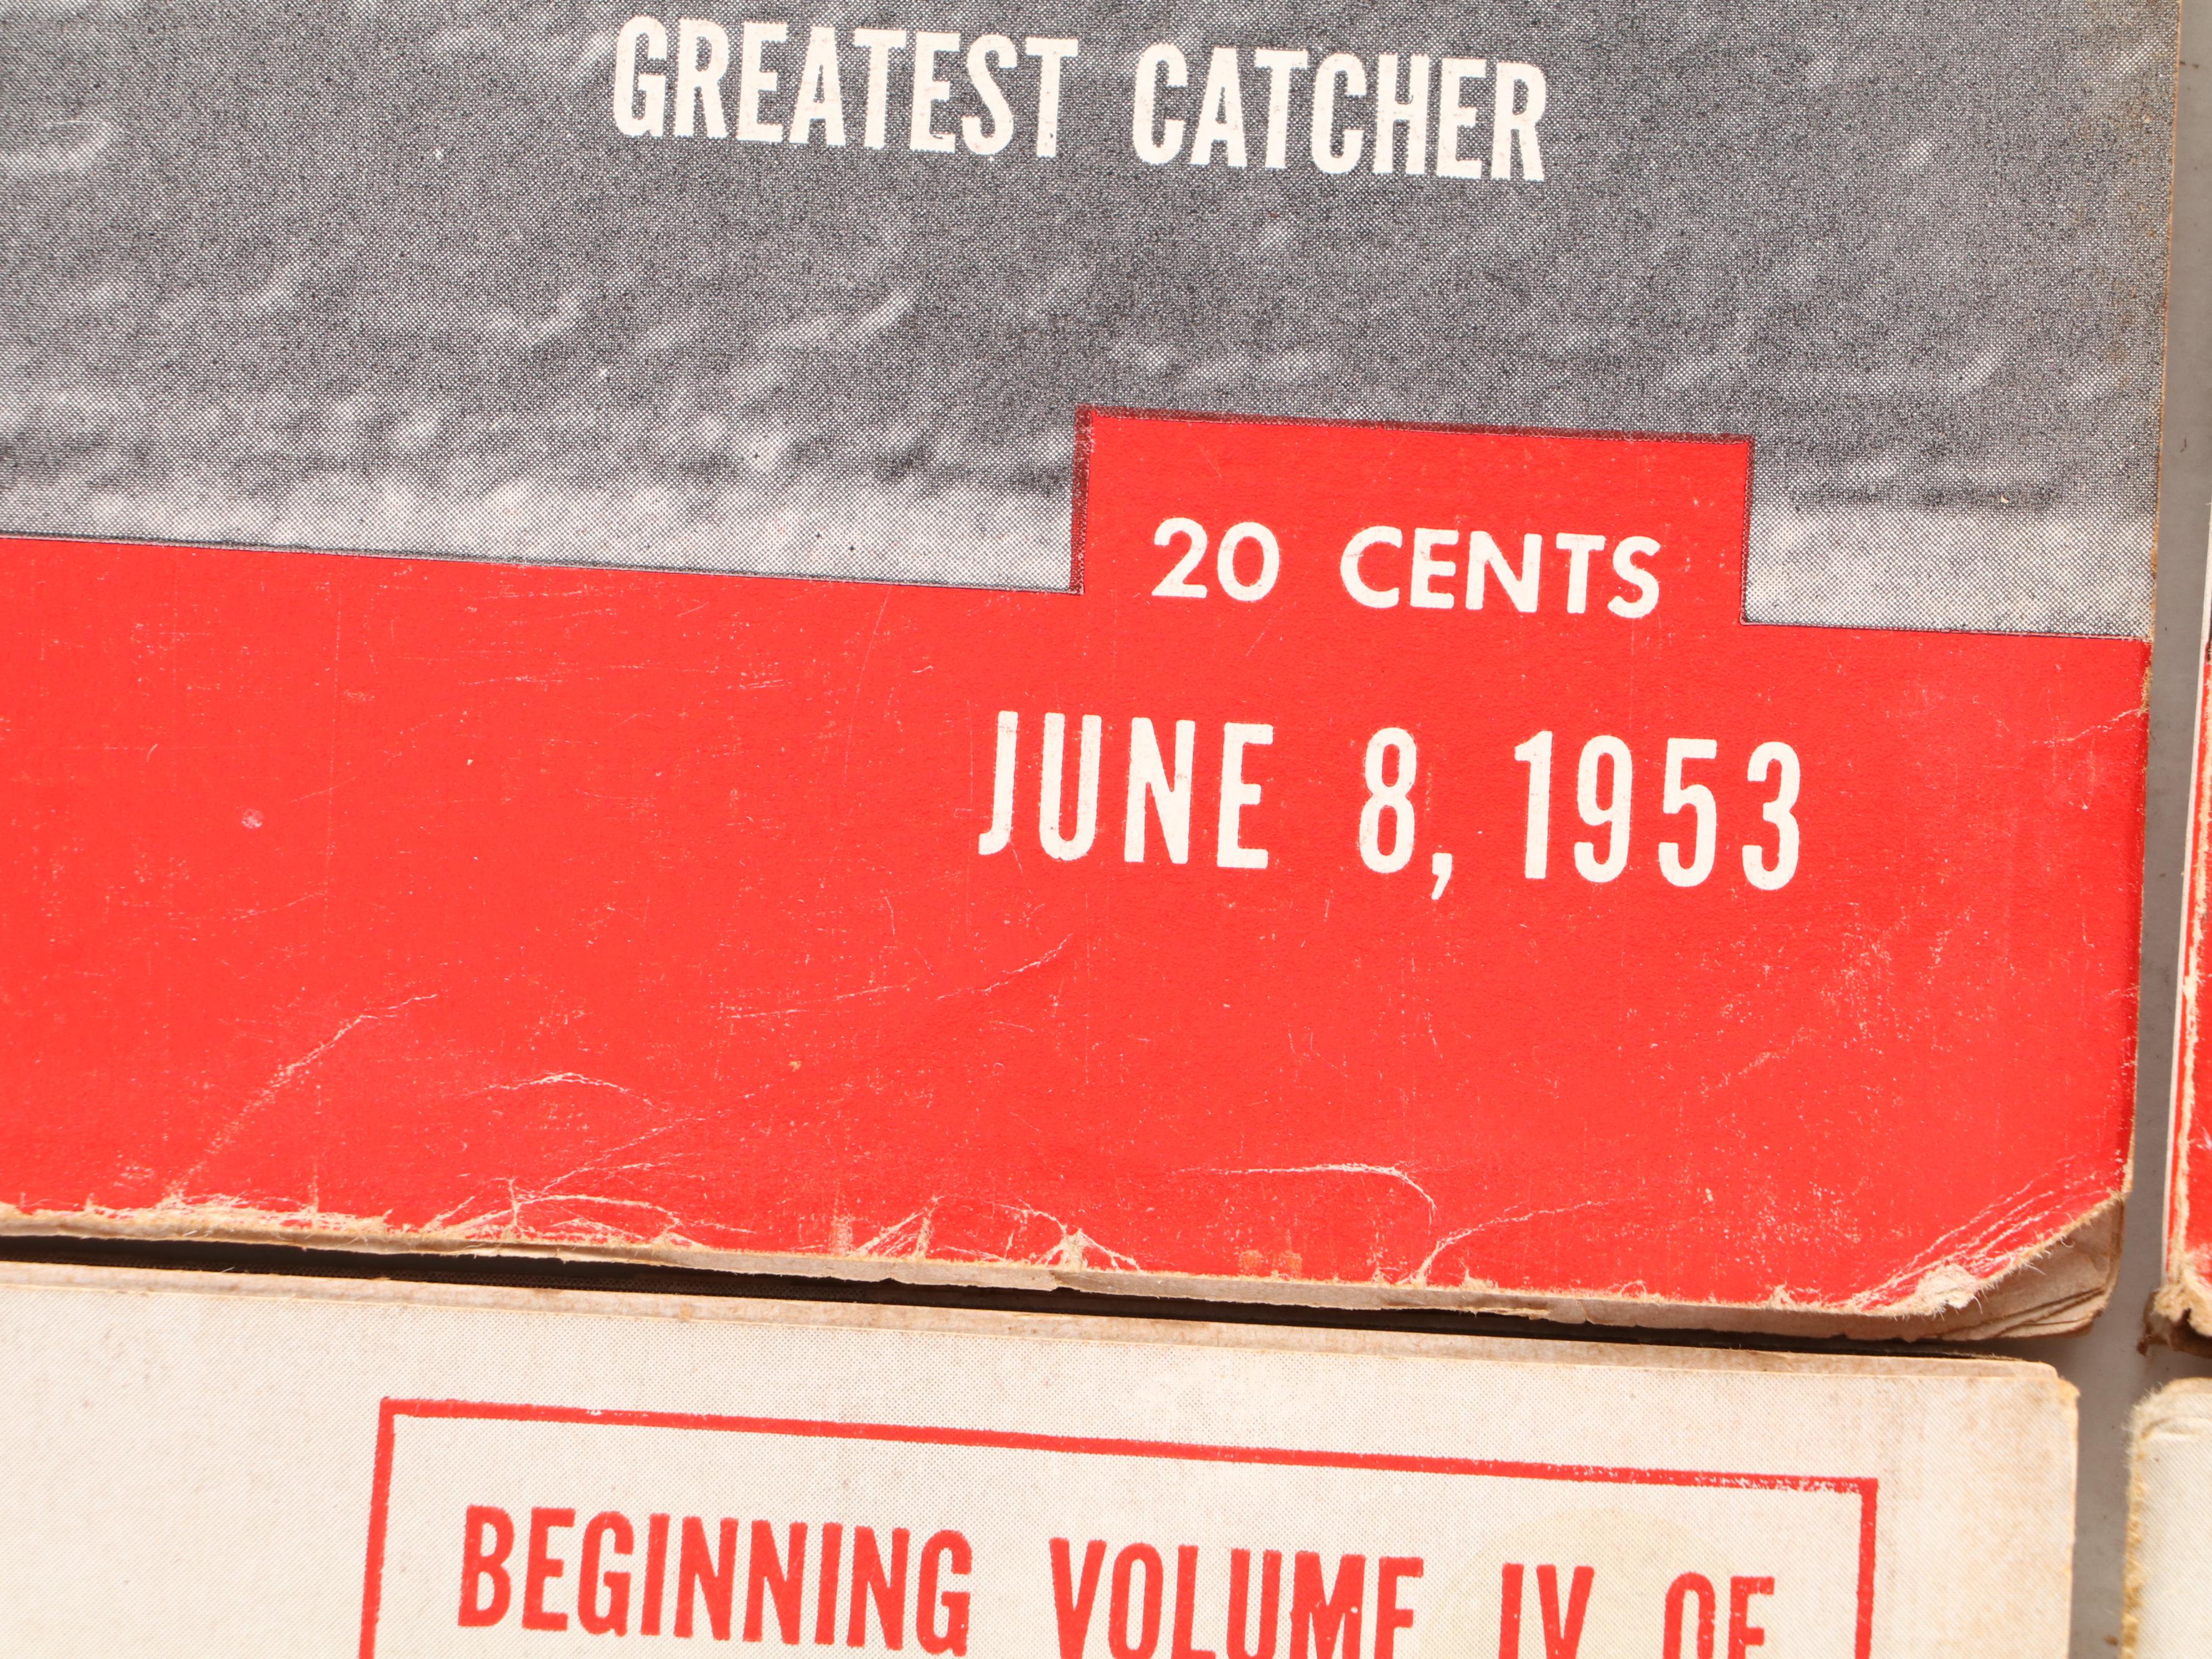 GREATEST CATCHER
20 CENTS
JUNE 8, 1953
BEGINNING VOLUME IV OF